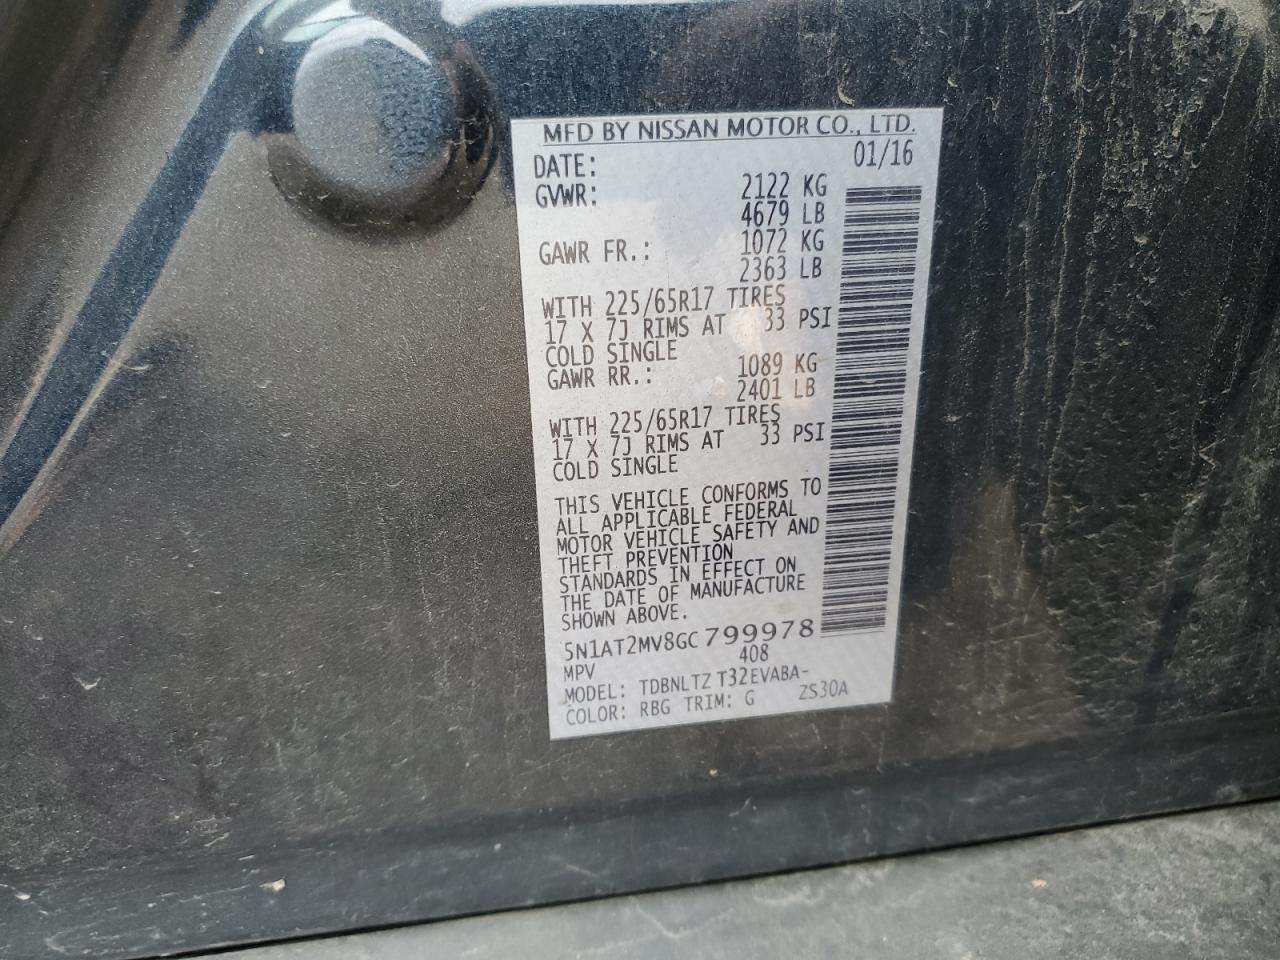 MFD BY NISSAN MOTOR CO., LTD.
DATE: 01/16
GVWR: 2122 KG
4679 LB
GAWR FR.: 1072 KG
2363 LB
WITH 225/65R17 TIRES
17 X 7J RIMS AT 33 PSI
COLD SINGLE
GAWR RR.: 1089 KG
2401 LB
WITH 225/65R17 TIRES
17 X 7J RIMS AT 33 PSI
COLD SINGLE
THIS VEHICLE CONFORMS TO
ALL APPLICABLE FEDERAL
MOTOR VEHICLE SAFETY AND
THEFT PREVENTION
STANDARDS IN EFFECT ON
THE DATE OF MANUFACTURE
SHOWN ABOVE.
5N1AT2MV8GC799978
MPV 408
MODEL: TDBNLTZ T32EVABA-
COLOR: RBG TRIM: G ZS30A